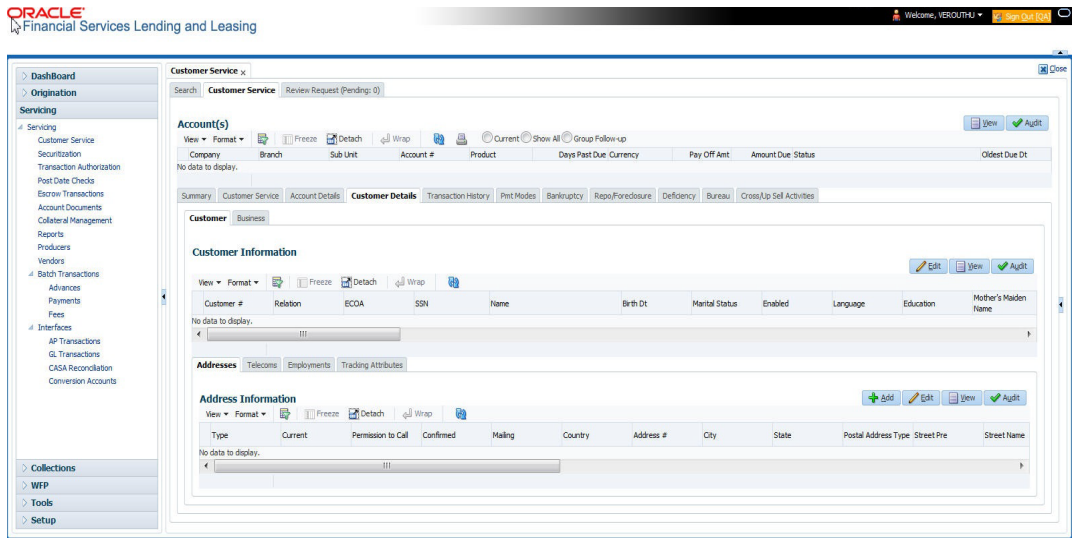 ORACLE
Financial Services Lending and Leasing
Welcome, VEROUTHU
Sign Out [QA]
DashBoard
Origination
Servicing
Servicing
Customer Service
Securitization
Transaction Authorization
Post Date Checks
Escrow Transactions
Account Documents
Collateral Management
Reports
Producers
Vendors
Batch Transactions
Advances
Payments
Fees
Interfaces
AP Transactions
GL Transactions
CASA Reconciliation
Conversion Accounts
Collections
WFP
Tools
Setup
Customer Service x
Close
Search Customer Service Review Request (Pending: 0)
Account(s)
View Audit
View Format Freeze Detach Wrap Current Show All Group Follow-up
Company Branch Sub Unit Account # Product Days Past Due Currency Pay Off Amt Amount Due Status Oldest Due Dt
No data to display.
Summary Customer Service Account Details Customer Details Transaction History Pmt Modes Bankruptcy Repo/Foreclosure Deficiency Bureau Cross/Up Sell Activities
Customer Business
Customer Information
Edit View Audit
View Format Freeze Detach Wrap
Customer # Relation ECOA SSN Name Birth Dt Marital Status Enabled Language Education Mother's Maiden
Name
No data to display.
Addresses Telecoms Employments Tracking Attributes
Address Information
Add Edit View Audit
View Format Freeze Detach Wrap
Type Current Permission to Call Confirmed Mailing Country Address # City State Postal Address Type Street Pre Street Name
No data to display.